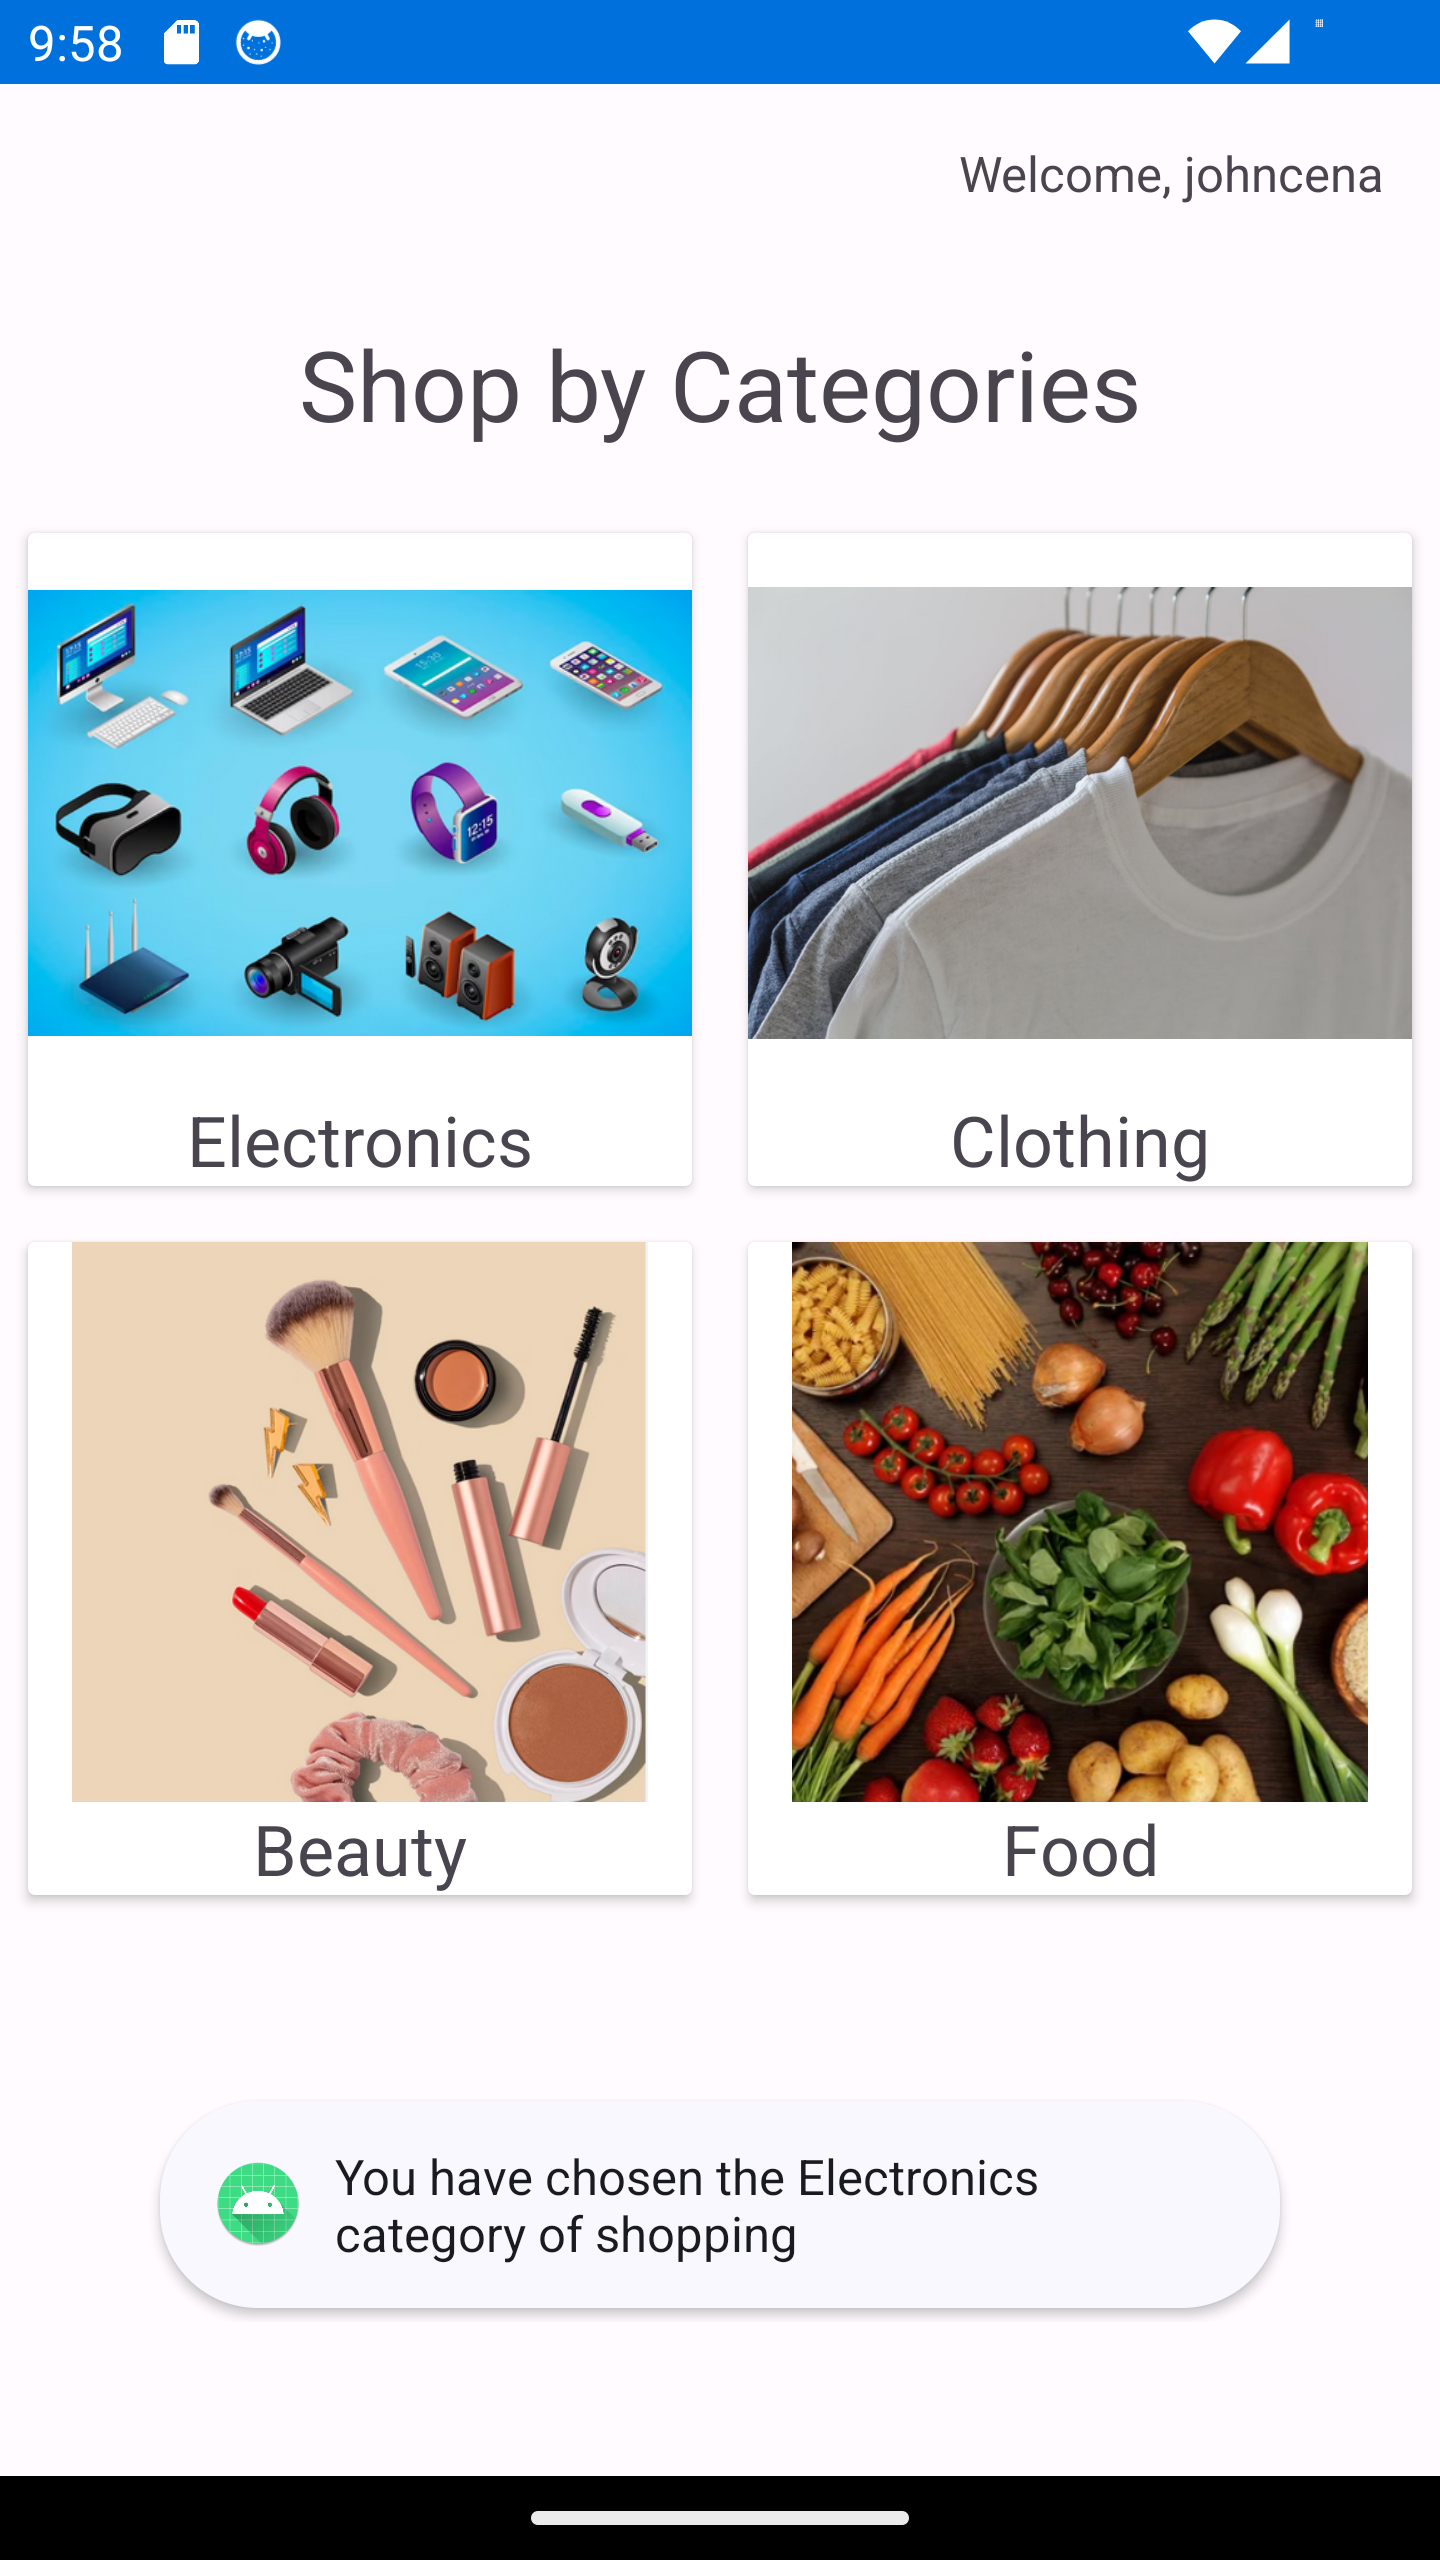 9:58
Welcome, johncena
Shop by Categories
Electronics
Clothing
Beauty
Food
You have chosen the Electronics
category of shopping